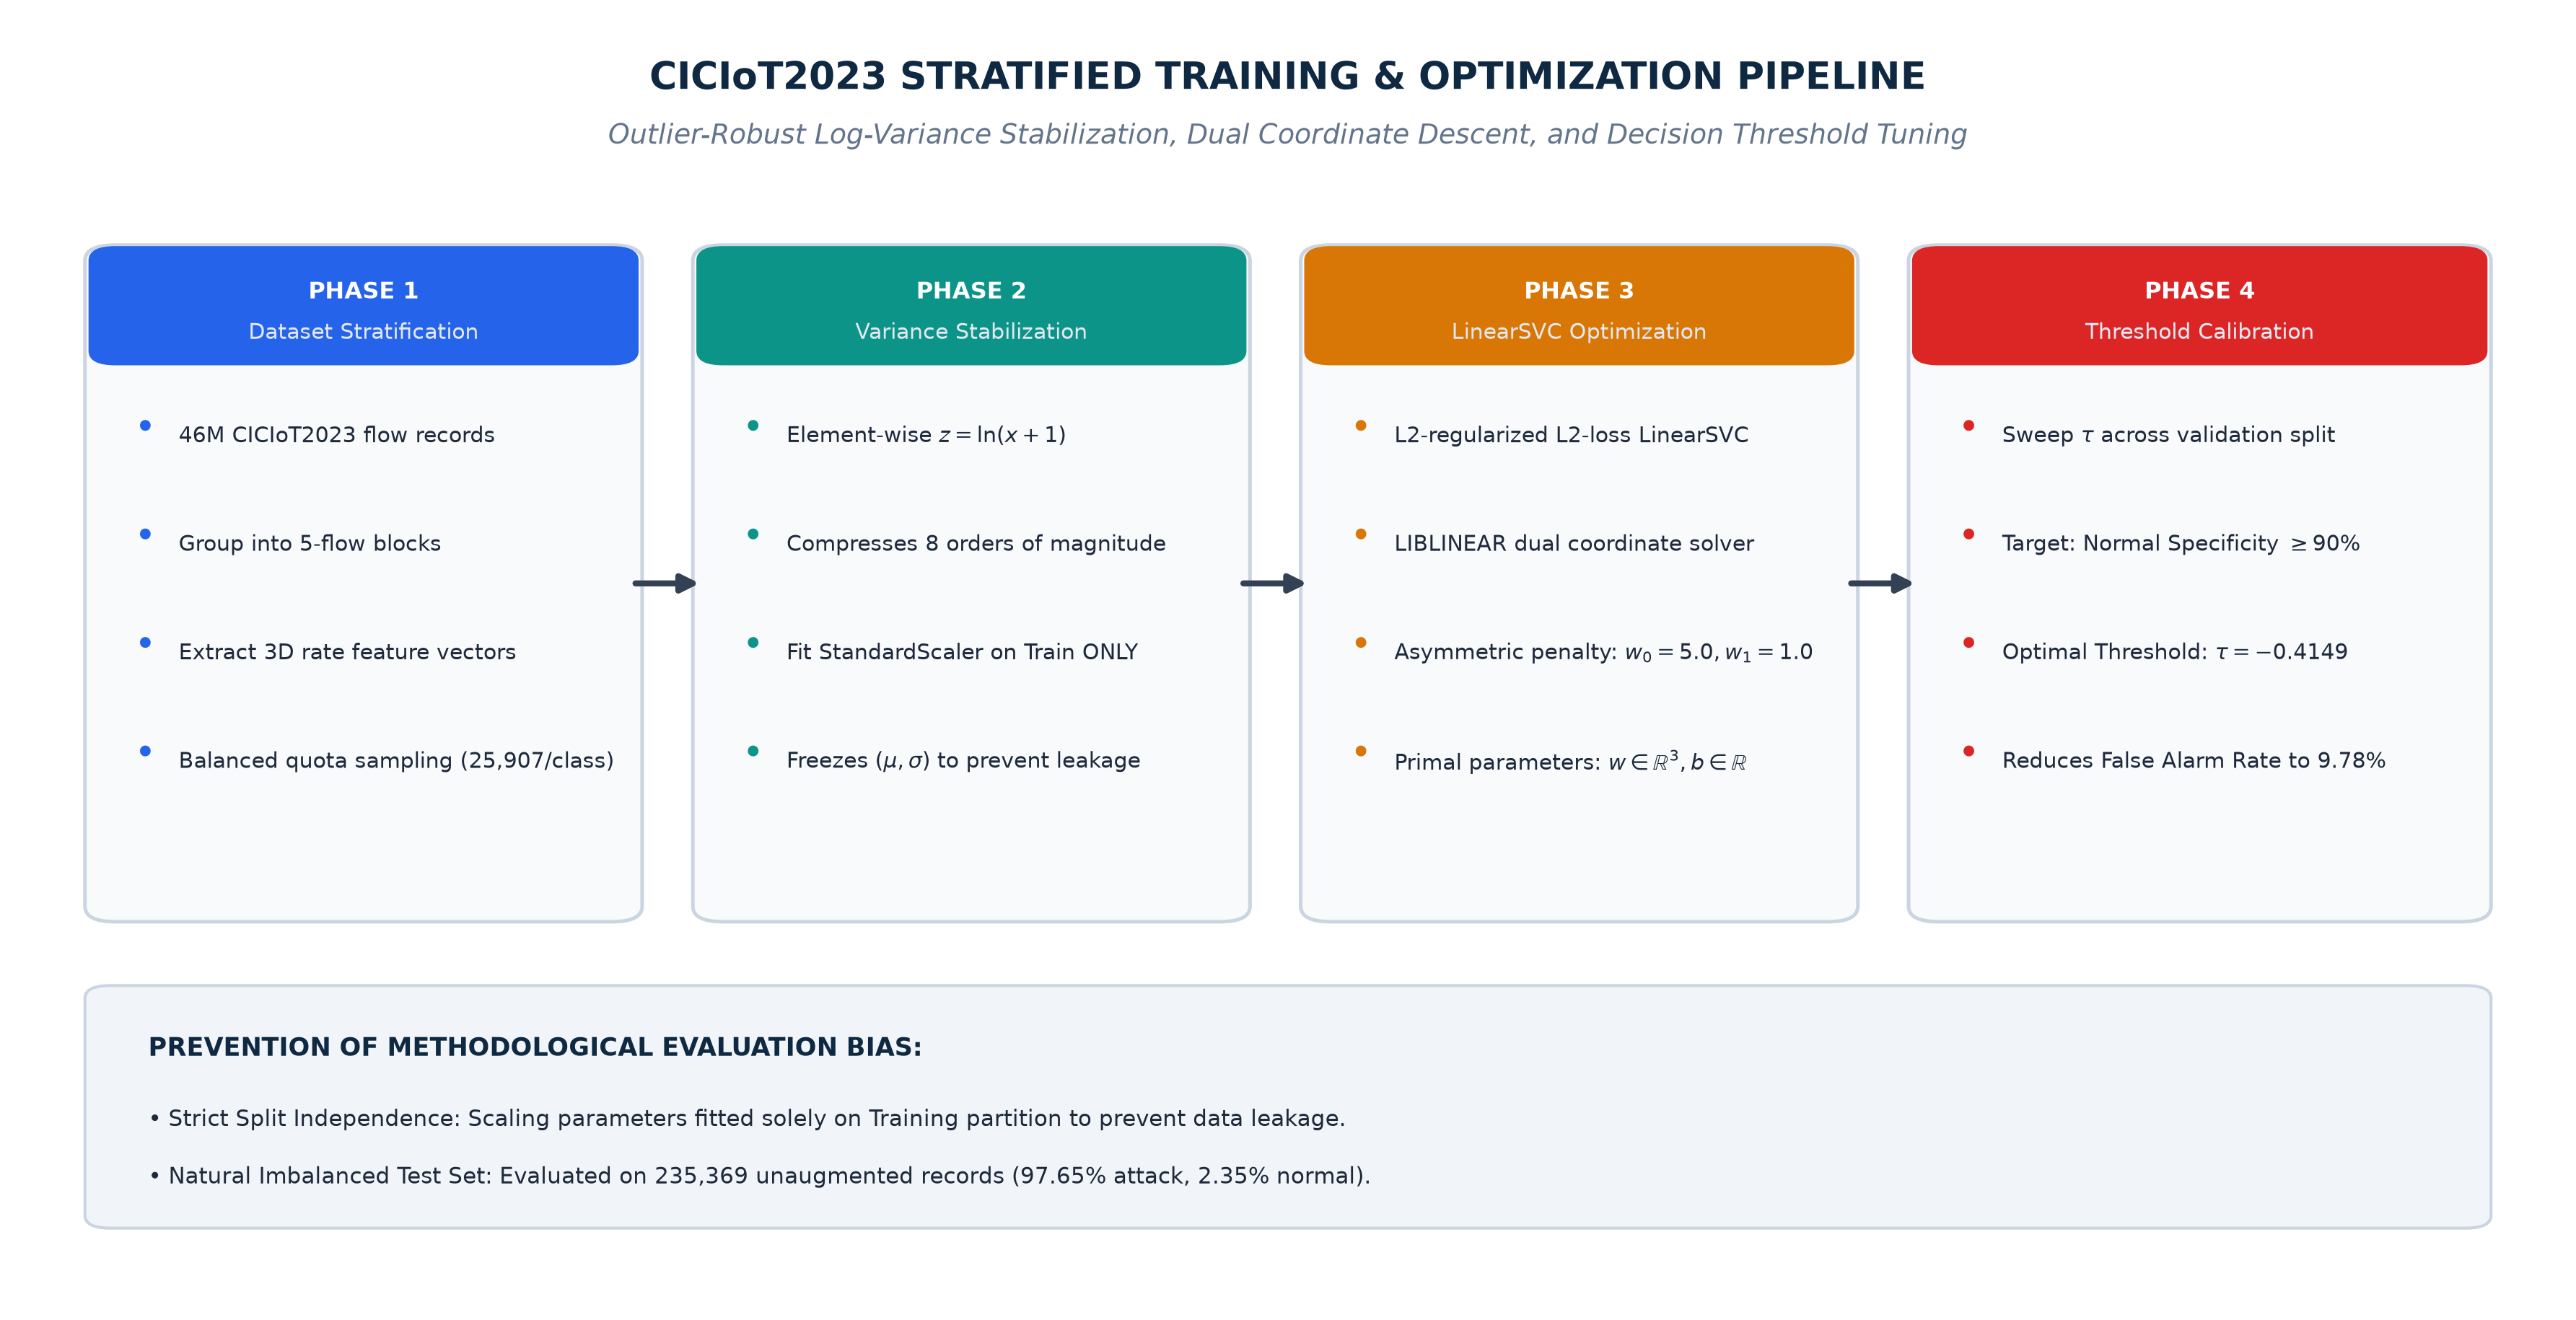 CICIoT2023 STRATIFIED TRAINING & OPTIMIZATION PIPELINE
Outlier-Robust Log-Variance Stabilization, Dual Coordinate Descent, and Decision Threshold Tuning
PHASE 1
Dataset Stratification
• 46M CICIoT2023 flow records
• Group into 5-flow blocks
• Extract 3D rate feature vectors
• Balanced quota sampling (25,907/class)
PHASE 2
Variance Stabilization
• Element-wise z = ln(x + 1)
• Compresses 8 orders of magnitude
• Fit StandardScaler on Train ONLY
• Freezes (μ, σ) to prevent leakage
PHASE 3
LinearSVC Optimization
• L2-regularized L2-loss LinearSVC
• LIBLINEAR dual coordinate solver
• Asymmetric penalty: w₀ = 5.0, w₁ = 1.0
• Primal parameters: w ∈ ℝ³, b ∈ ℝ
PHASE 4
Threshold Calibration
• Sweep τ across validation split
• Target: Normal Specificity ≥ 90%
• Optimal Threshold: τ = −0.4149
• Reduces False Alarm Rate to 9.78%
PREVENTION OF METHODOLOGICAL EVALUATION BIAS:
• Strict Split Independence: Scaling parameters fitted solely on Training partition to prevent data leakage.
• Natural Imbalanced Test Set: Evaluated on 235,369 unaugmented records (97.65% attack, 2.35% normal).